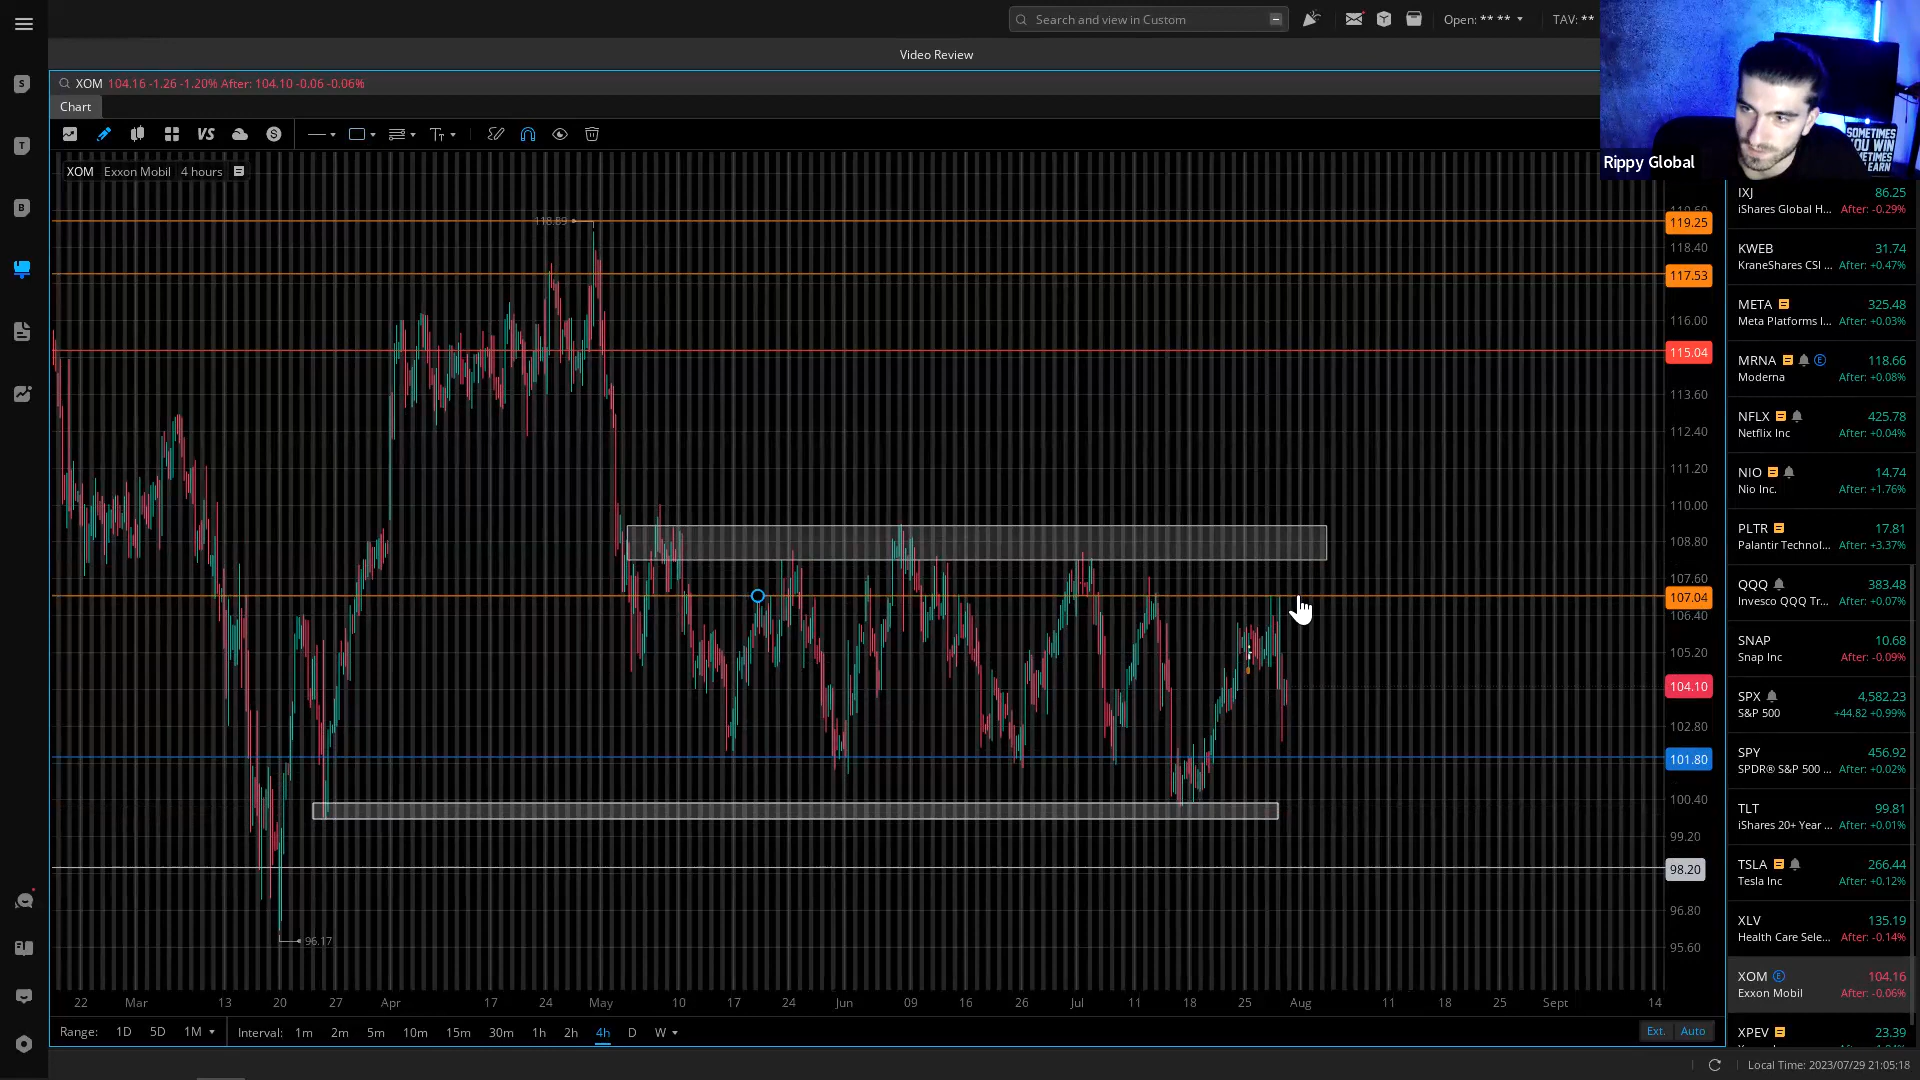 Search and view in Custom
Open: ** **
TAV: **
Video Review
XOM 104.16 -1.26 -1.20% After: 104.10 -0.06 -0.06%
Chart
VS
S
T
B
XOM Exxon Mobil 4 hours
SOMETIMES
YOU WIN
Rippy Global
118.89
96.17
119.25
118.40
117.53
116.00
115.04
113.60
112.40
111.20
110.00
108.80
107.60
107.04
106.40
105.20
104.10
102.80
101.80
100.40
99.20
98.20
96.80
95.60
22 Mar 13 20 27 Apr 17 24 May 10 17 24 Jun 09 16 26 Jul 11 18 25 Aug 11 18 25 Sept 14
Range: 1D 5D 1M
Interval: 1m 2m 5m 10m 15m 30m 1h 2h 4h D W
Ext. Auto
IXJ 86.25
iShares Global H... After: -0.29%
KWEB 31.74
KraneShares CSI ... After: +0.47%
META 325.48
Meta Platforms I... After: +0.03%
MRNA E 118.66
Moderna After: +0.08%
NFLX 425.78
Netflix Inc After: +0.04%
NIO 14.74
Nio Inc. After: +1.76%
PLTR 17.81
Palantir Technol... After: +3.37%
QQQ 383.48
Invesco QQQ Tr... After: +0.07%
SNAP 10.68
Snap Inc After: -0.09%
SPX 4,582.23
S&P 500 +44.82 +0.99%
SPY 456.92
SPDR® S&P 500 ... After: +0.02%
TLT 99.81
iShares 20+ Year ... After: +0.01%
TSLA 266.44
Tesla Inc After: +0.12%
XLV 135.19
Health Care Sele... After: -0.14%
XOM E 104.16
Exxon Mobil After: -0.06%
XPEV 23.39
Local Time: 2023/07/29 21:05:18